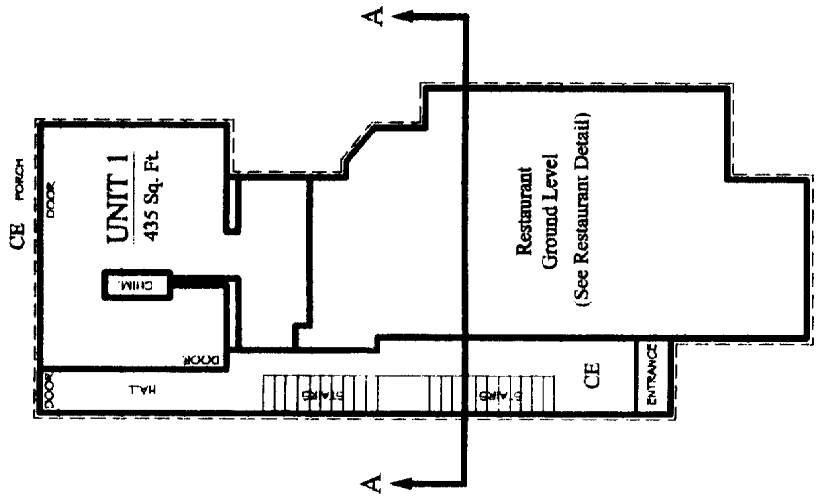 A
CE
PORCH
DOOR
UNIT 1
435 Sq. Ft.
CHIM.
DOOR
DOOR
HALL
STAIRS
STAIRS
CE
ENTRANCE
Restaurant
Ground Level
(See Restaurant Detail)
A